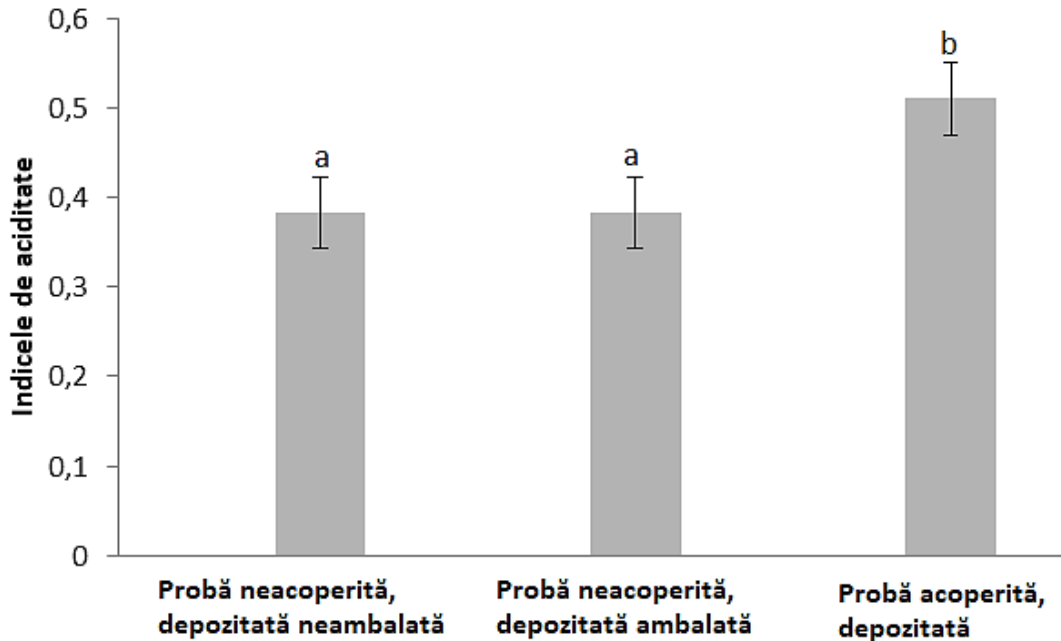 0,6
0,5
0,4
0,3
0,2
0,1
0
Indicele de aciditate
a
a
b
Probă neacoperită,
depozitată neambalată
Probă neacoperită,
depozitată ambalată
Probă acoperită,
depozitată